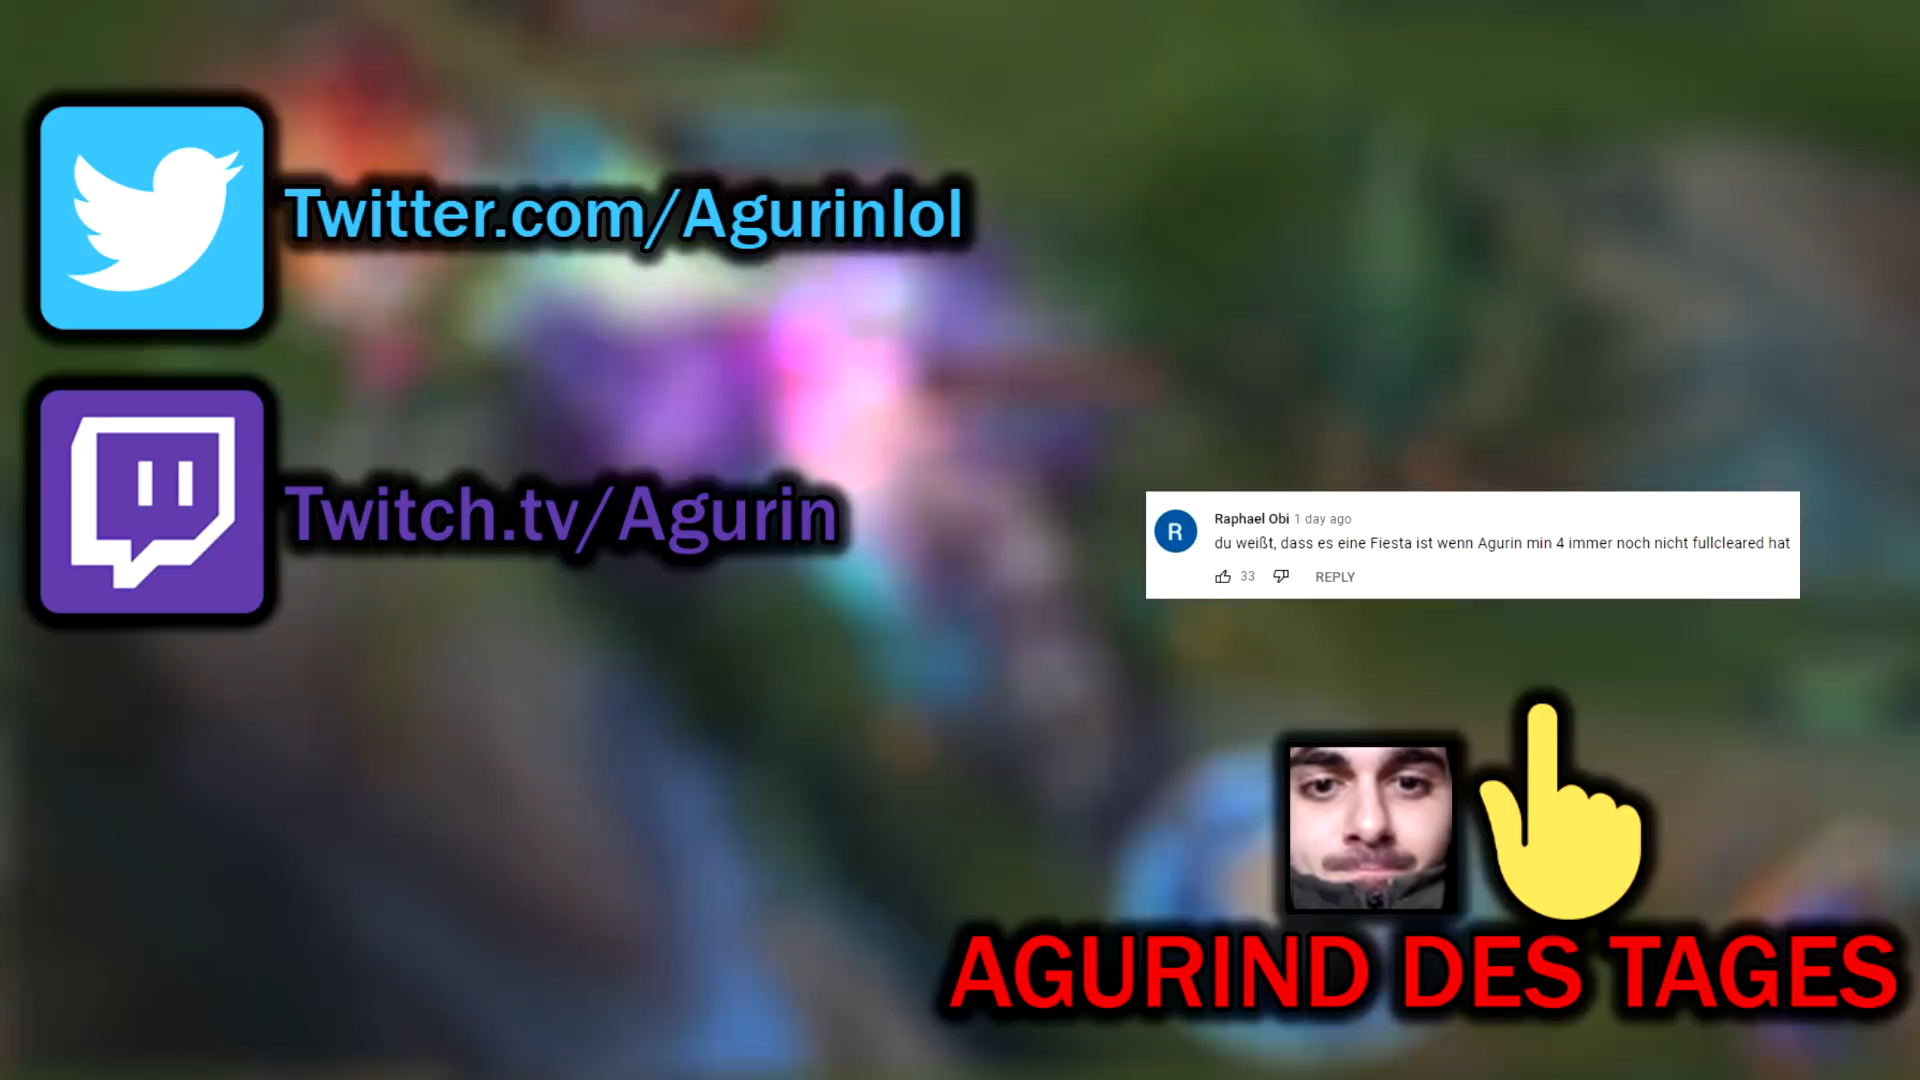 Twitter.com/Agurinlol
Twitch.tv/Agurin
R
Raphael Obi 1 day ago
du weißt, dass es eine Fiesta ist wenn Agurin min 4 immer noch nicht fullcleared hat
33 REPLY
AGURIND DES TAGES